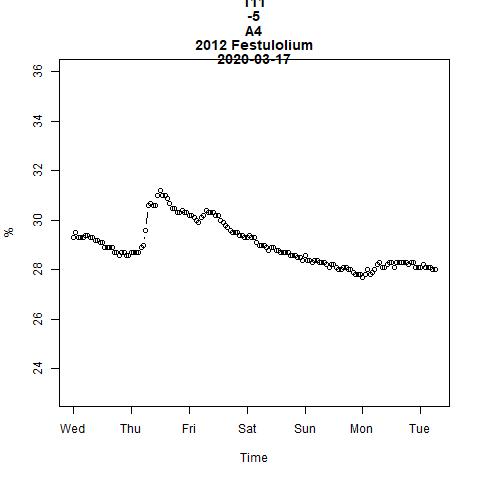 T11
-5
A4
2012 Festulolium
2020-03-17
36
34
32
30
28
26
24
%
Wed Thu Fri Sat Sun Mon Tue
Time